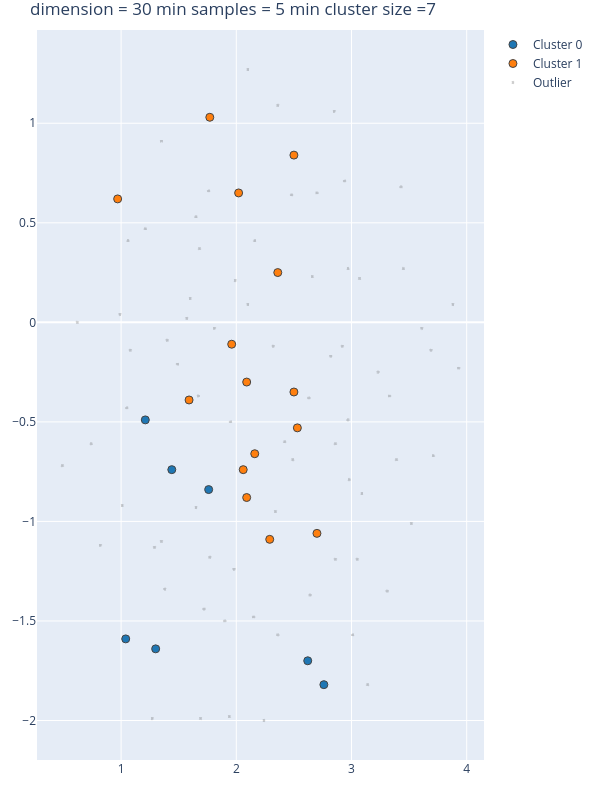 dimension = 30 min samples = 5 min cluster size =7
Cluster 0
Cluster 1
Outlier
1
0.5
0
−0.5
−1
−1.5
−2
1 2 3 4